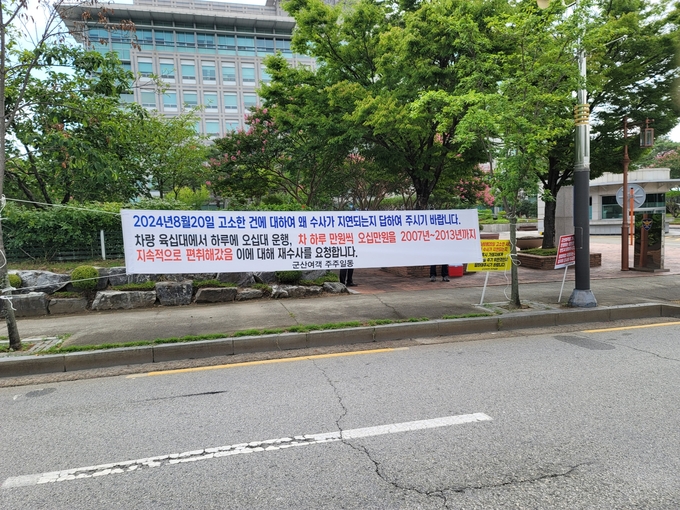 2024년8월20일 고소한 건에 대하여 왜 수사가 지연되는지 답하여 주시기 바랍니다.
차량 육십대에서 하루에 오십대 운행, 차 하루 만원씩 오십만원을 2007년~2013년까지
지속적으로 편취해갔음 이에 대해 재수사를 요청합니다.
군산여객 주주일동